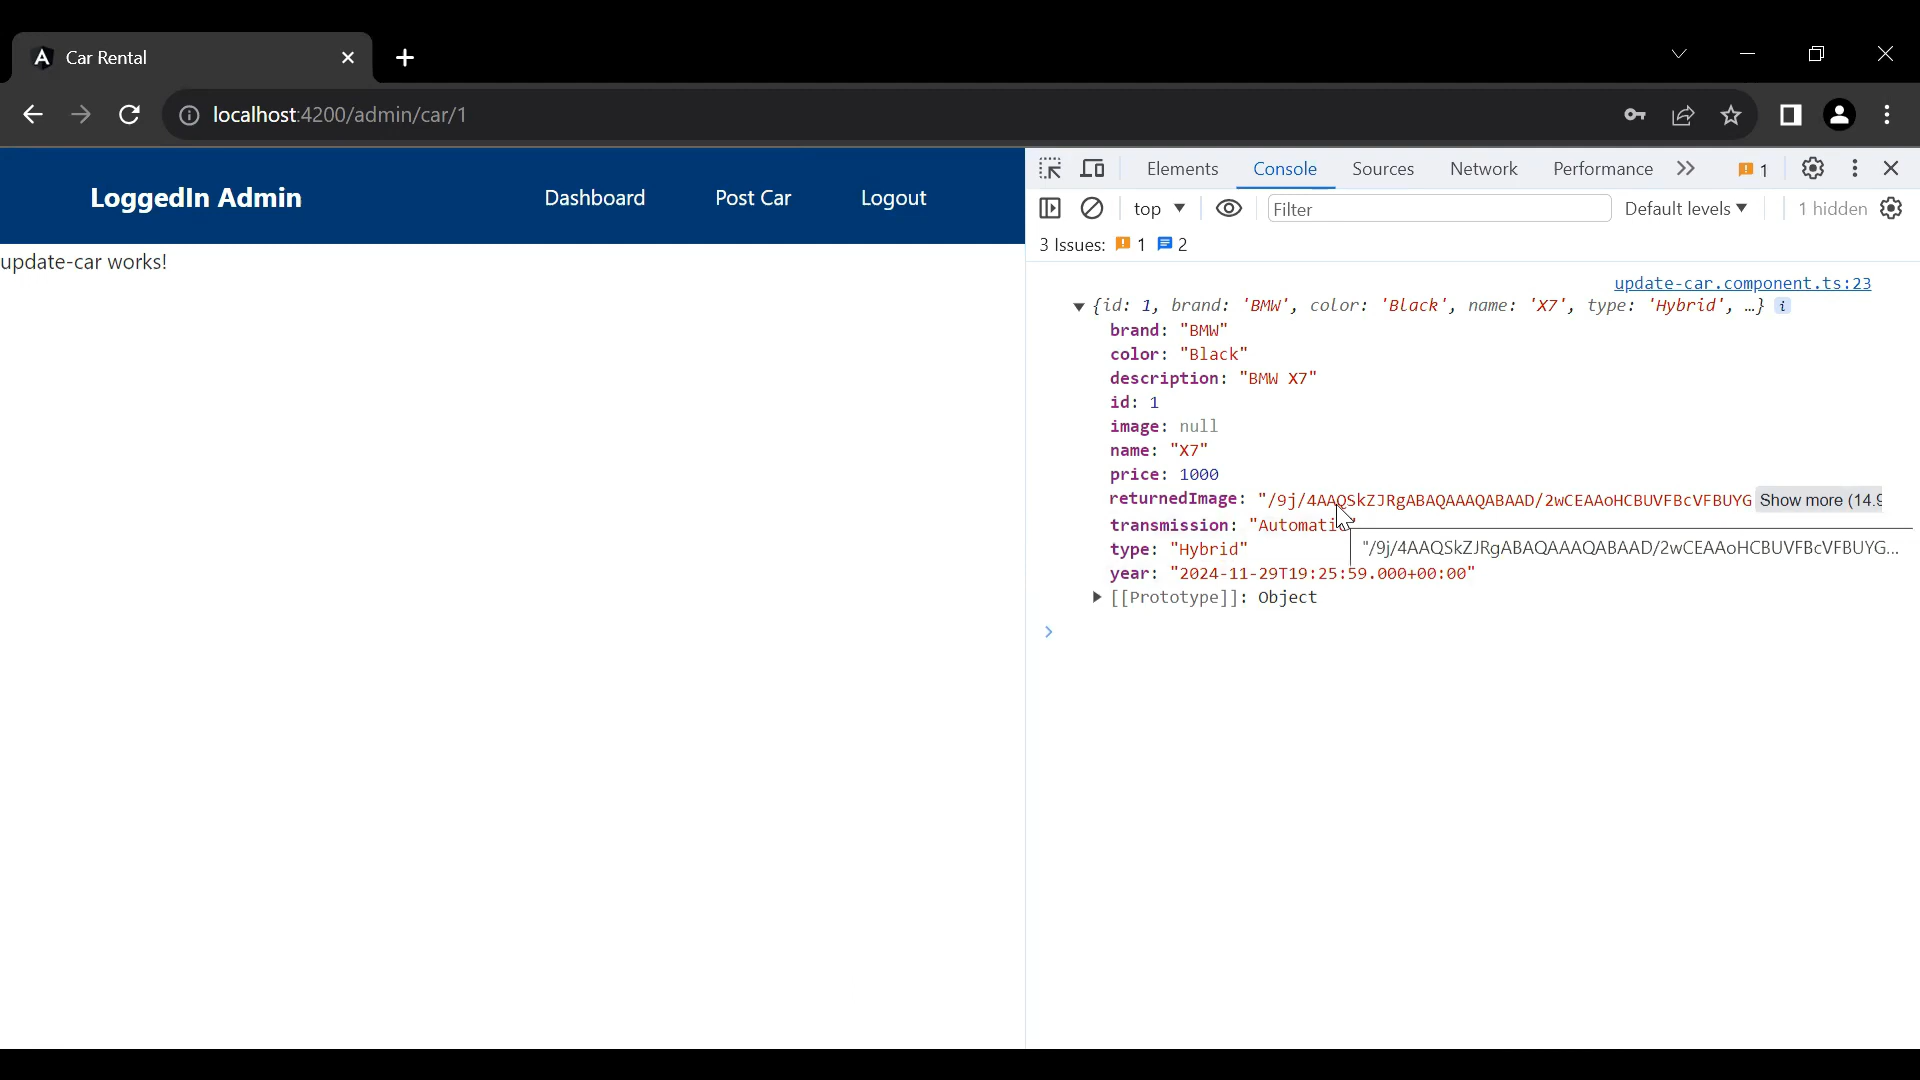 Car Rental
localhost:4200/admin/car/1
LoggedIn Admin Dashboard Post Car Logout
update-car works!
Elements Console Sources Network Performance 1
top Filter Default levels 1 hidden
3 Issues: 1 2
update-car.component.ts:23
{id: 1, brand: 'BMW', color: 'Black', name: 'X7', type: 'Hybrid', …}
brand: "BMW"
color: "Black"
description: "BMW X7"
id: 1
image: null
name: "X7"
price: 1000
returnedImage: "/9j/4AAQSkZJRgABAQAAAQABAAD/2wCEAAoHCBUVFBcVFBUYG Show more (14.9
transmission: "Automati
"/9j/4AAQSkZJRgABAQAAAQABAAD/2wCEAAoHCBUVFBcVFBUYG...
type: "Hybrid"
year: "2024-11-29T19:25:59.000+00:00"
[[Prototype]]: Object